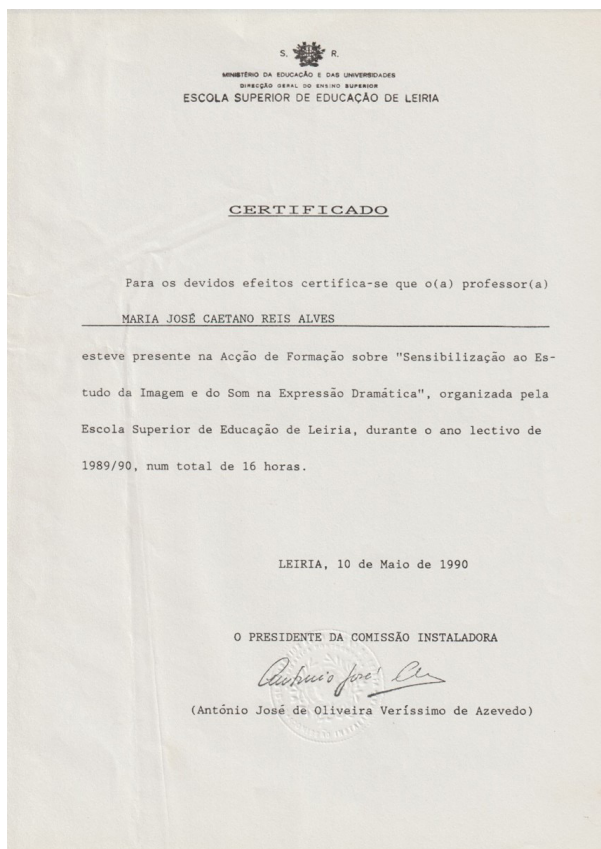 S. R.
MINISTÉRIO DA EDUCAÇÃO E DAS UNIVERSIDADES
DIRECÇÃO GERAL DO ENSINO SUPERIOR
ESCOLA SUPERIOR DE EDUCAÇÃO DE LEIRIA
CERTIFICADO
Para os devidos efeitos certifica-se que o(a) professor(a)
MARIA JOSÉ CAETANO REIS ALVES
esteve presente na Acção de Formação sobre "Sensibilização ao Es-
tudo da Imagem e do Som na Expressão Dramática", organizada pela
Escola Superior de Educação de Leiria, durante o ano lectivo de
1989/90, num total de 16 horas.
LEIRIA, 10 de Maio de 1990
O PRESIDENTE DA COMISSÃO INSTALADORA
António José
(António José de Oliveira Veríssimo de Azevedo)